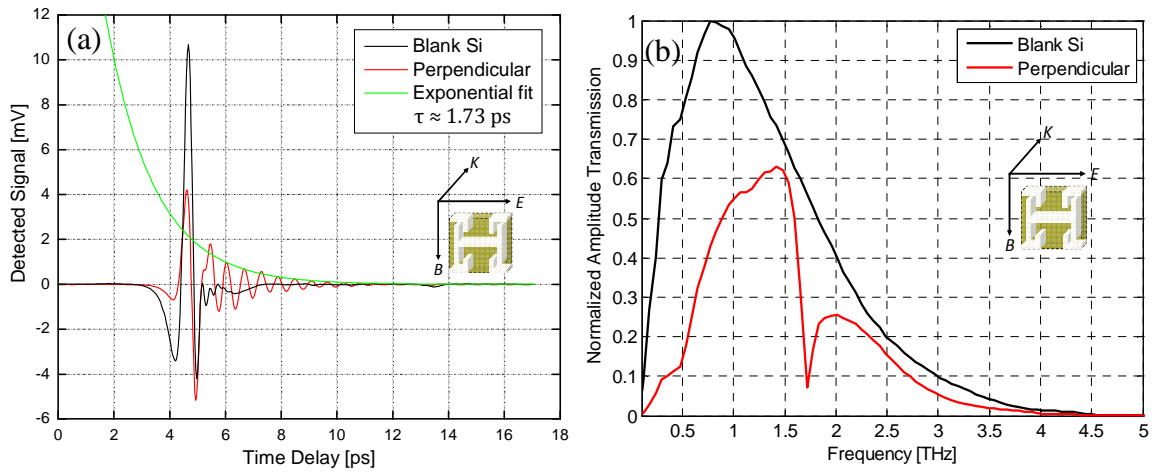 (a)
Blank Si
Perpendicular
Exponential fit
τ ≈ 1.73 ps
K
E
B
12
10
8
6
4
2
0
-2
-4
-6
0 2 4 6 8 10 12 14 16 18
Detected Signal [mV]
Time Delay [ps]
(b)
Blank Si
Perpendicular
K
E
B
1
0.9
0.8
0.7
0.6
0.5
0.4
0.3
0.2
0.1
0
0.5 1 1.5 2 2.5 3 3.5 4 4.5 5
Normalized Amplitude Transmission
Frequency [THz]